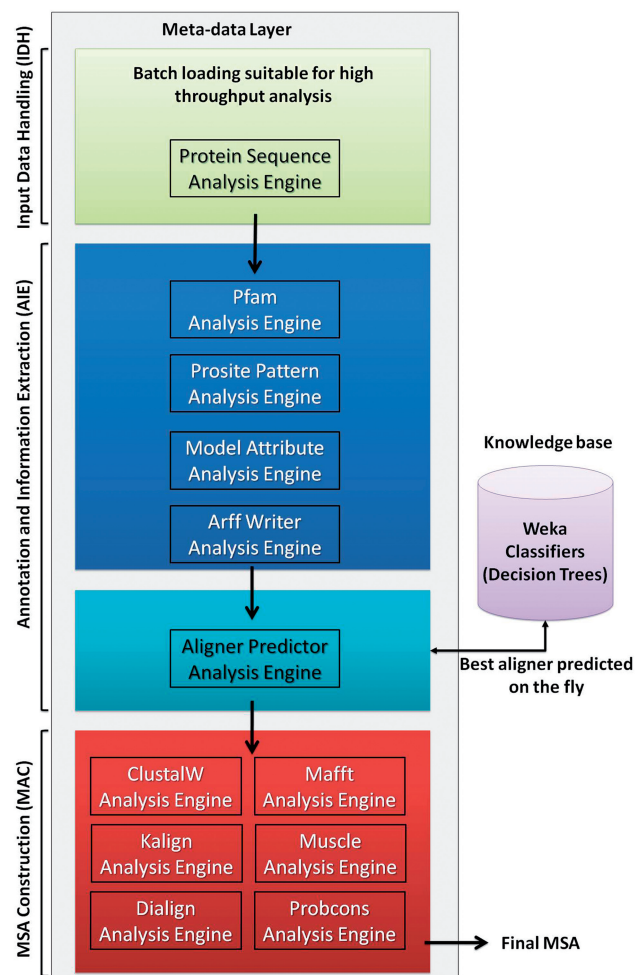 Meta-data Layer
Input Data Handling (IDH)
Batch loading suitable for high
throughput analysis
Protein Sequence
Analysis Engine
Annotation and Information Extraction (AIE)
Pfam
Analysis Engine
Prosite Pattern
Analysis Engine
Model Attribute
Analysis Engine
Arff Writer
Analysis Engine
Knowledge base
Weka
Classifiers
(Decision Trees)
Aligner Predictor
Analysis Engine
Best aligner predicted
on the fly
MSA Construction (MAC)
ClustalW
Analysis Engine
Mafft
Analysis Engine
Kalign
Analysis Engine
Muscle
Analysis Engine
Dialign
Analysis Engine
Probcons
Analysis Engine
Final MSA